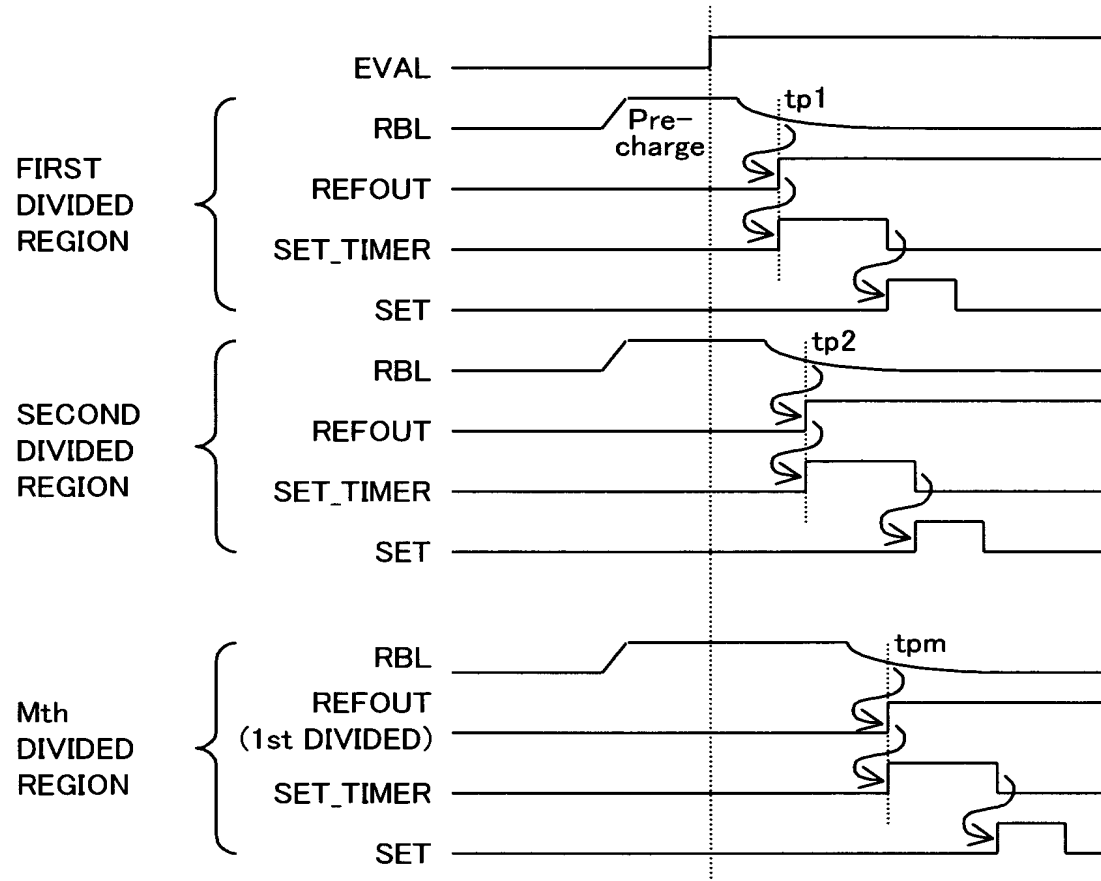 EVAL
FIRST
DIVIDED
REGION
RBL
Pre-
charge
tp1
REFOUT
SET_TIMER
SET
SECOND
DIVIDED
REGION
RBL
tp2
REFOUT
SET_TIMER
SET
Mth
DIVIDED
REGION
RBL
tpm
REFOUT
(1st DIVIDED)
SET_TIMER
SET